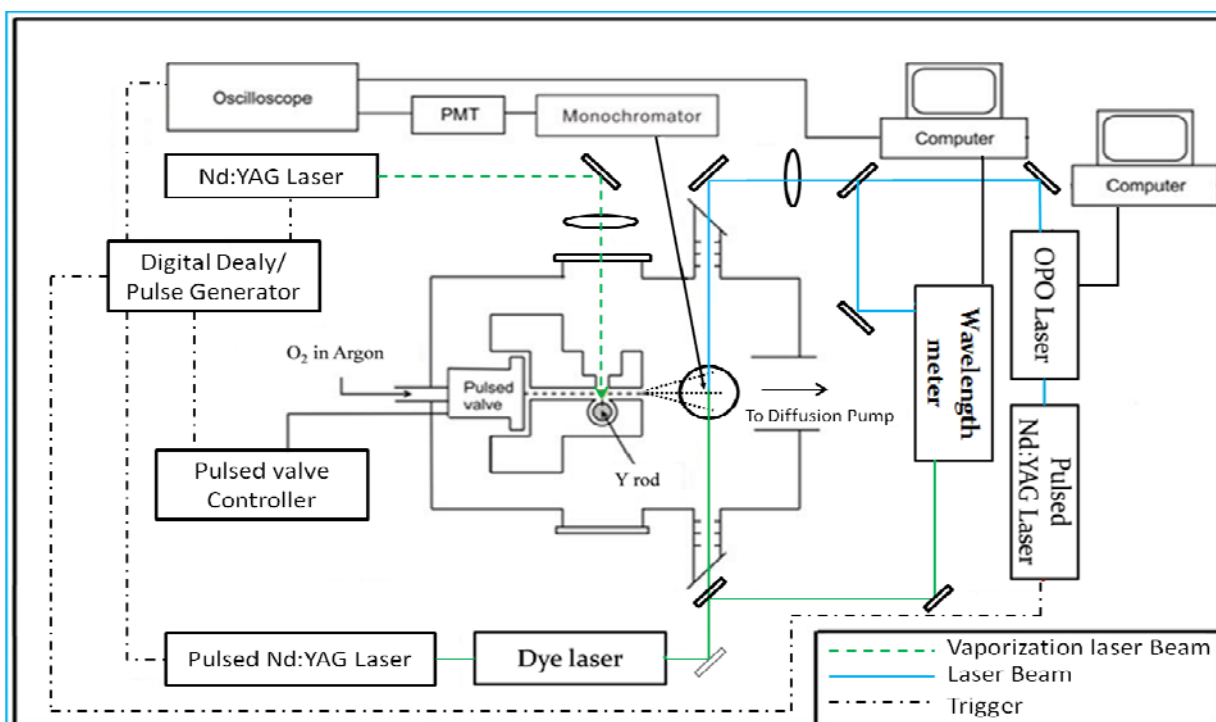 Oscilloscope
PMT
Monochromator
Computer
Computer
Nd:YAG Laser
Digital Dealy/
Pulse Generator
OPO Laser
Wavelength
meter
O₂ in Argon
Pulsed
valve
To Diffusion Pump
Pulsed
Nd:YAG Laser
Pulsed valve
Controller
Y rod
Pulsed Nd:YAG Laser
Dye laser
Vaporization laser Beam
Laser Beam
Trigger